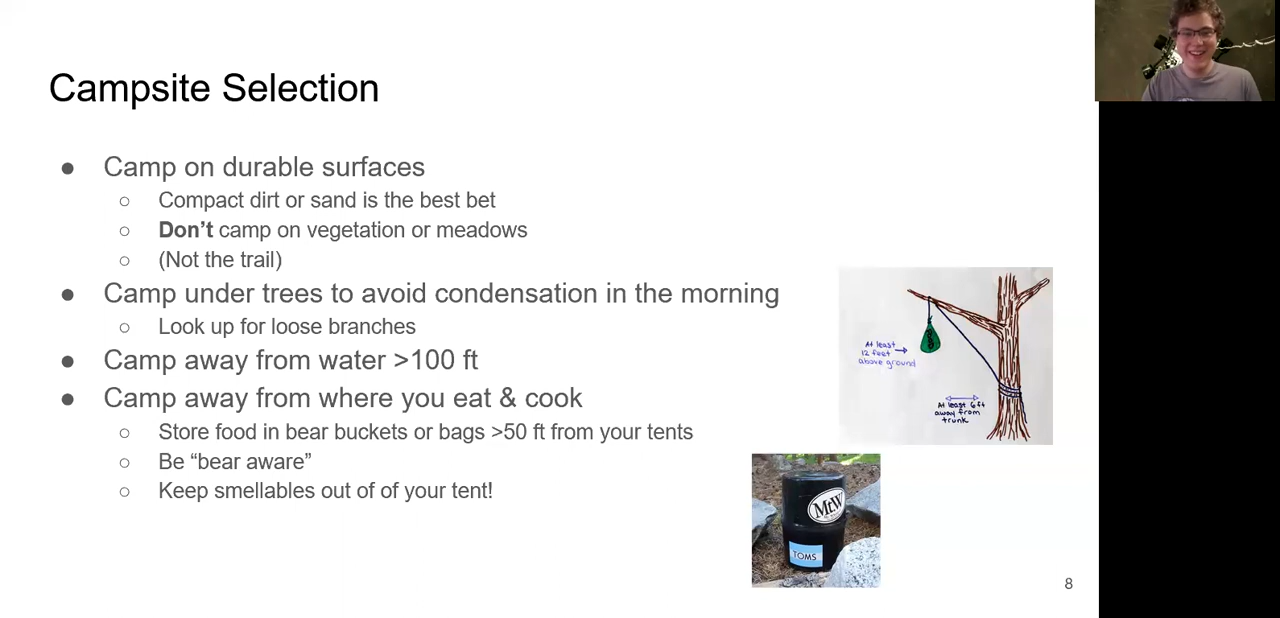 Campsite Selection
● Camp on durable surfaces
○ Compact dirt or sand is the best bet
○ Don't camp on vegetation or meadows
○ (Not the trail)
● Camp under trees to avoid condensation in the morning
○ Look up for loose branches
● Camp away from water >100 ft
● Camp away from where you eat & cook
○ Store food in bear buckets or bags >50 ft from your tents
○ Be “bear aware”
○ Keep smellables out of of your tent!
At least
12 feet
above ground
At least 6ft
away from
trunk
MtW
TOMS
8